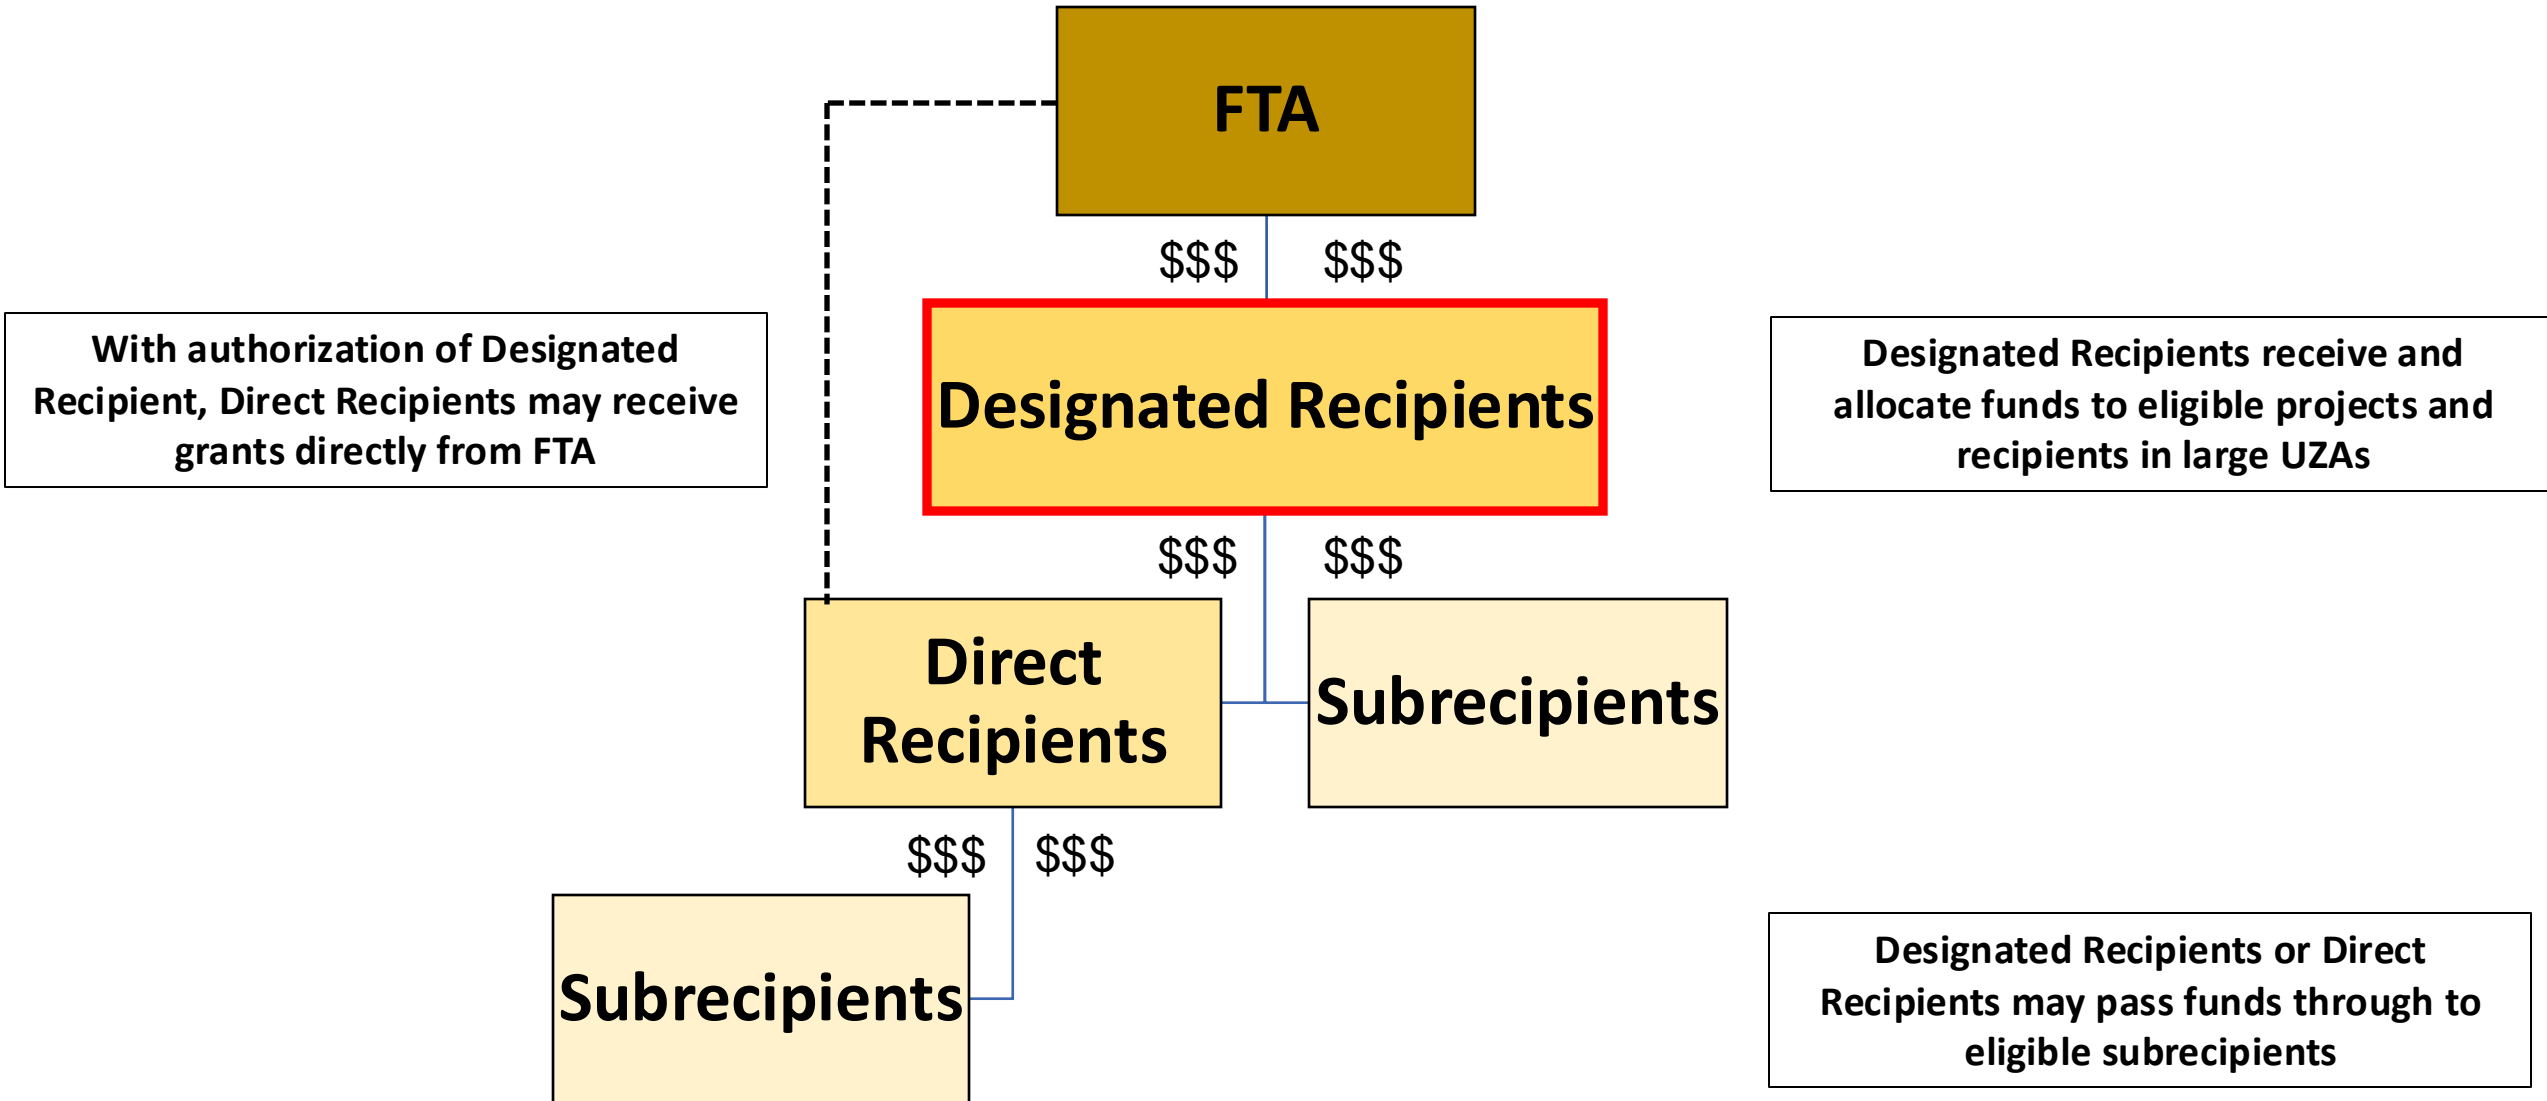 FTA
$$$ $$$
With authorization of Designated
Recipient, Direct Recipients may receive
grants directly from FTA
Designated Recipients
Designated Recipients receive and
allocate funds to eligible projects and
recipients in large UZAs
$$$ $$$
Direct
Recipients
Subrecipients
$$$ $$$
Subrecipients
Designated Recipients or Direct
Recipients may pass funds through to
eligible subrecipients